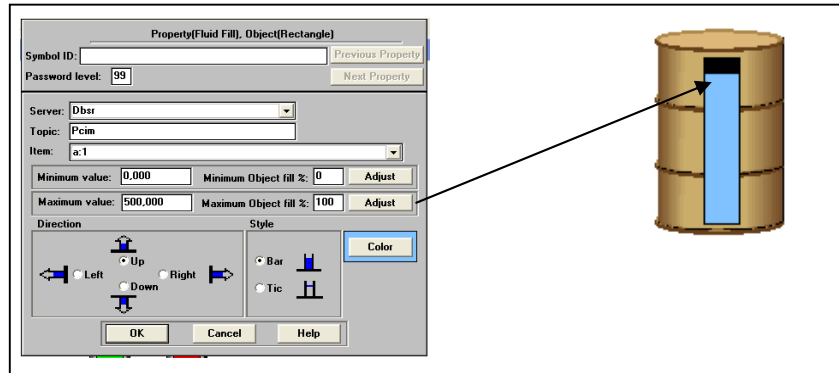 Property(Fluid Fill), Object(Rectangle)
Symbol ID: Previous Property
Password level: 99 Next Property
Server: Dbsr
Topic: Pcim
Item: a:1
Minimum value: 0,000 Minimum Object fill %: 0 Adjust
Maximum value: 500,000 Maximum Object fill %: 100 Adjust
Direction Style
Up
Left Right
Down
Bar
Tic
Color
OK Cancel Help